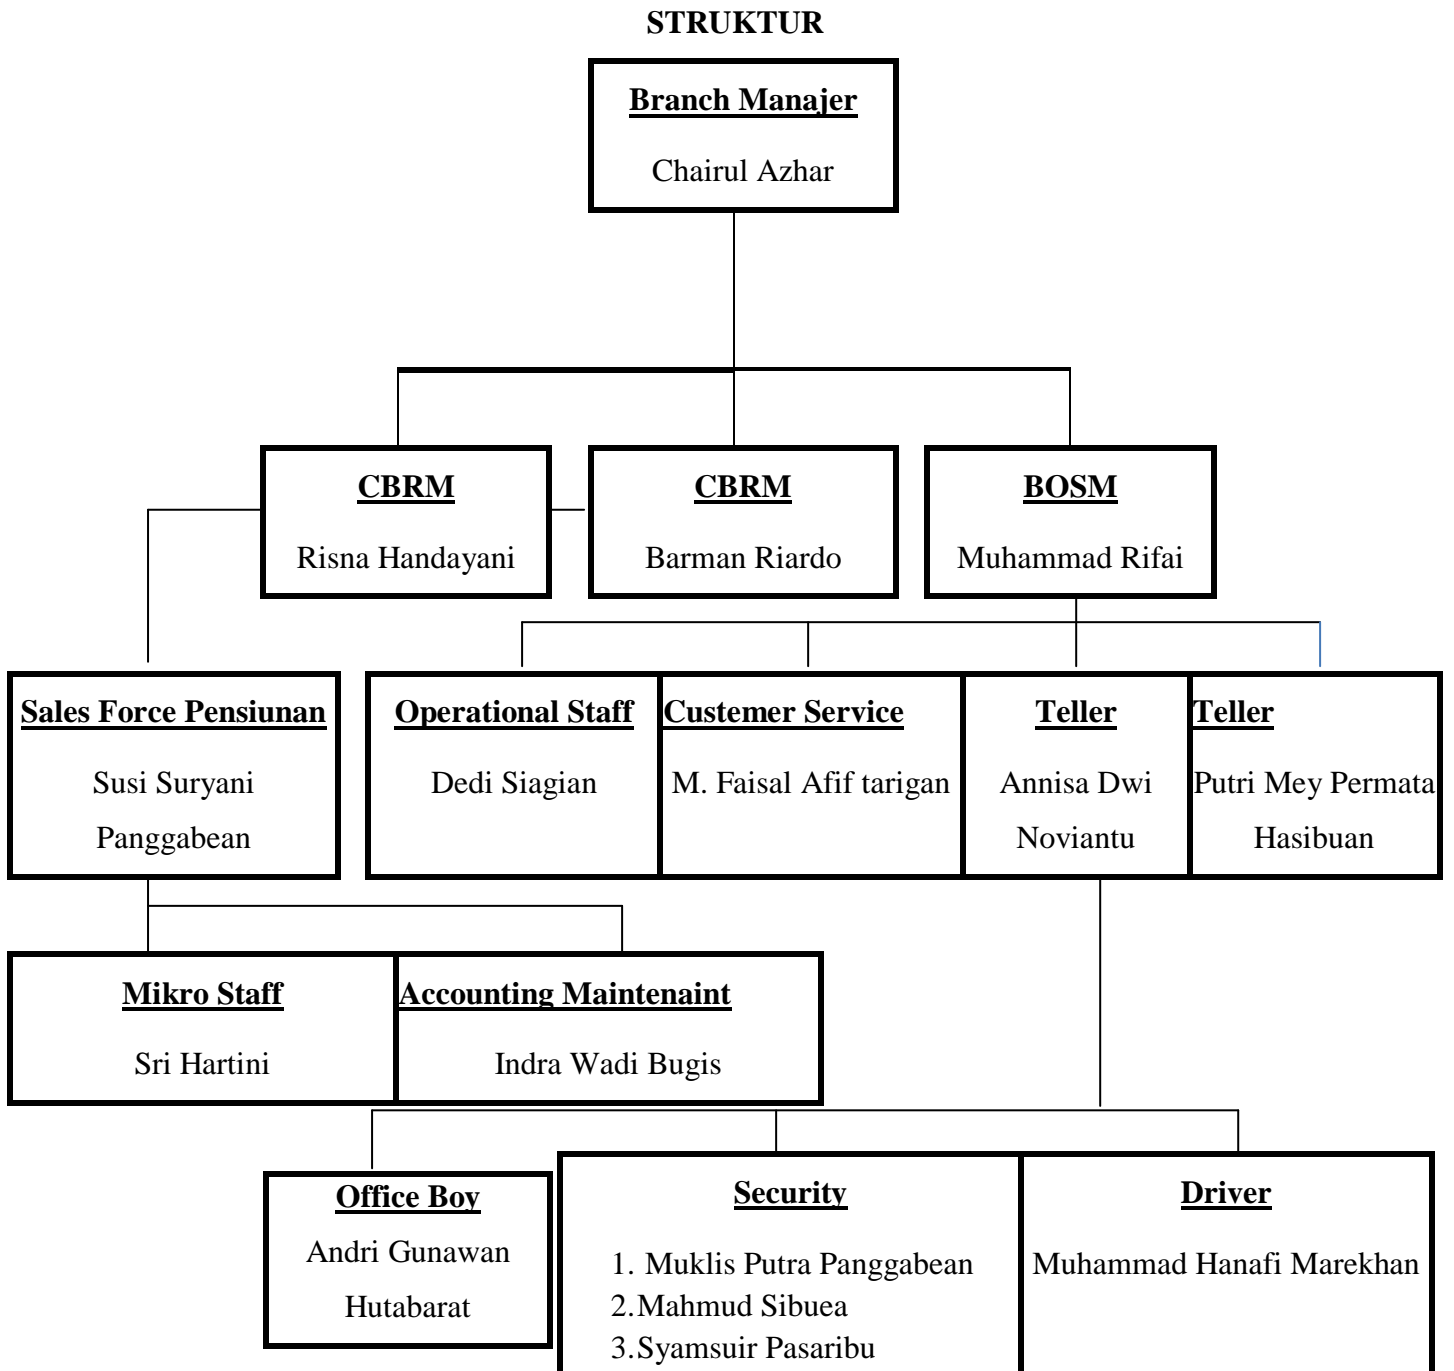 STRUKTUR
Branch Manajer
Chairul Azhar
CBRM
Risna Handayani
CBRM
Barman Riardo
BOSM
Muhammad Rifai
Sales Force Pensiunan
Susi Suryani
Panggabean
Operational Staff
Dedi Siagian
Custemer Service
M. Faisal Afif tarigan
Teller
Annisa Dwi
Noviantu
Teller
Putri Mey Permata
Hasibuan
Mikro Staff
Sri Hartini
Accounting Maintenaint
Indra Wadi Bugis
Office Boy
Andri Gunawan
Hutabarat
Security
1. Muklis Putra Panggabean
2.Mahmud Sibuea
3.Syamsuir Pasaribu
Driver
Muhammad Hanafi Marekhan